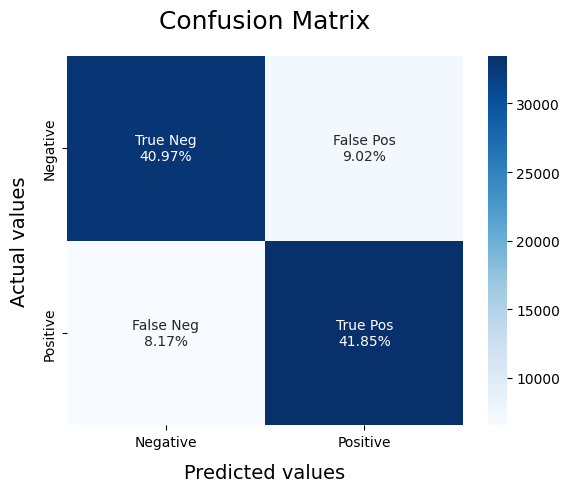 Confusion Matrix
Actual values
Negative
Positive
True Neg
40.97%
False Pos
9.02%
False Neg
8.17%
True Pos
41.85%
Negative
Positive
Predicted values
30000
25000
20000
15000
10000